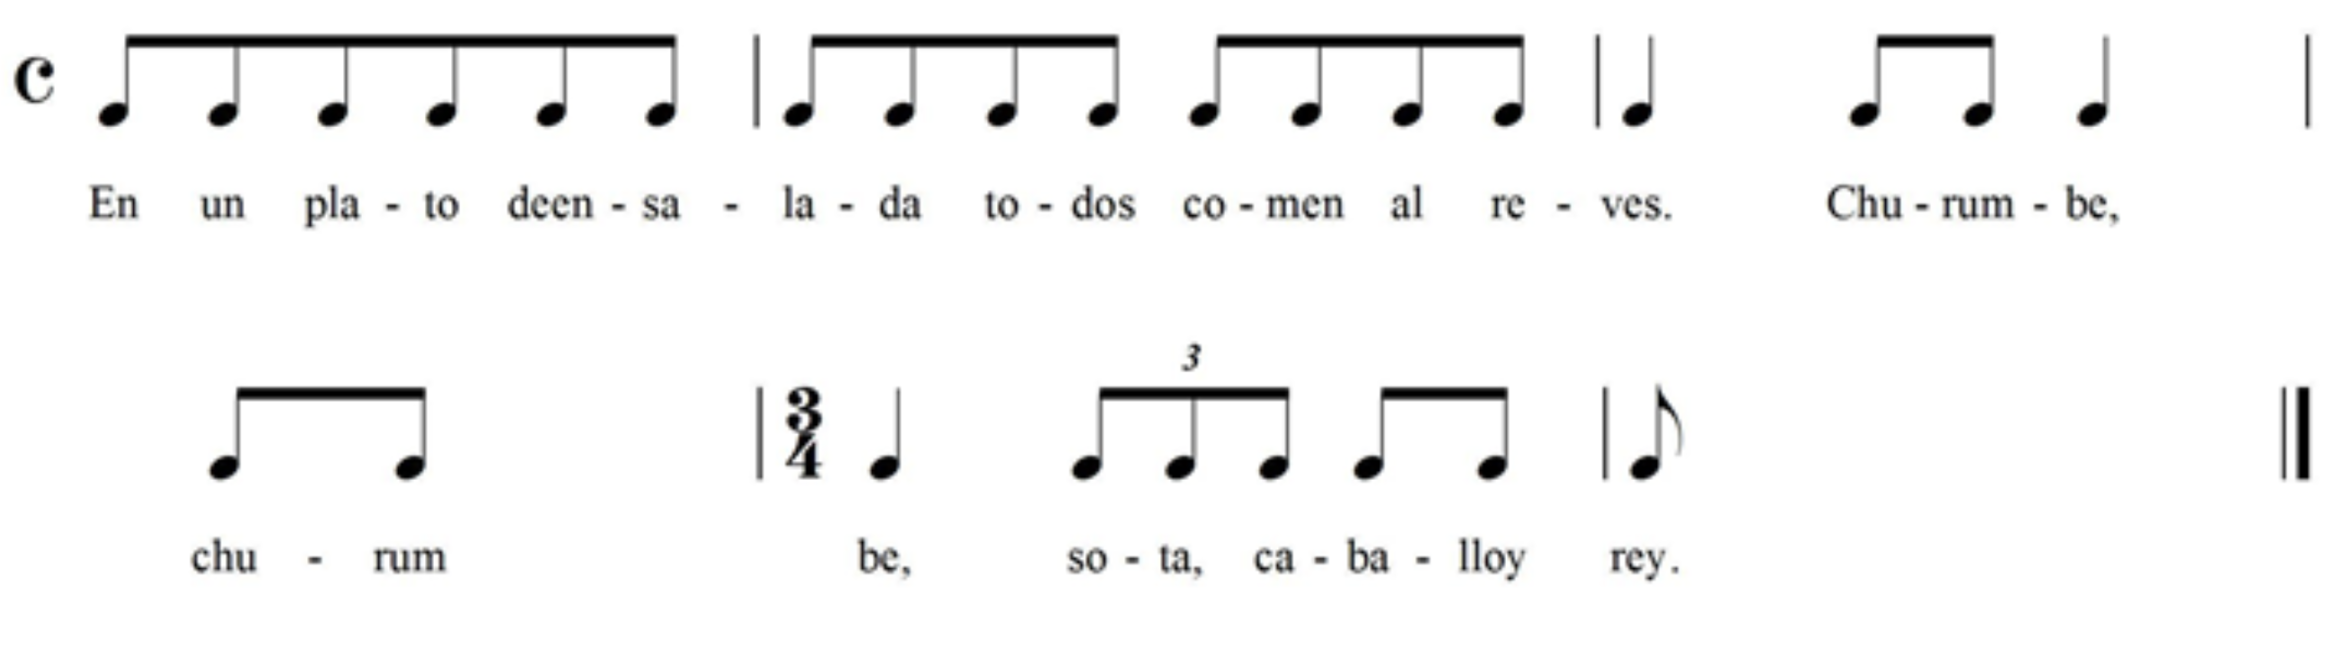 En un pla - to deen - sa - la - da to - dos co - men al re - ves. Chu - rum - be,
3
3
4
chu - rum be, so - ta, ca - ba - lloy rey.